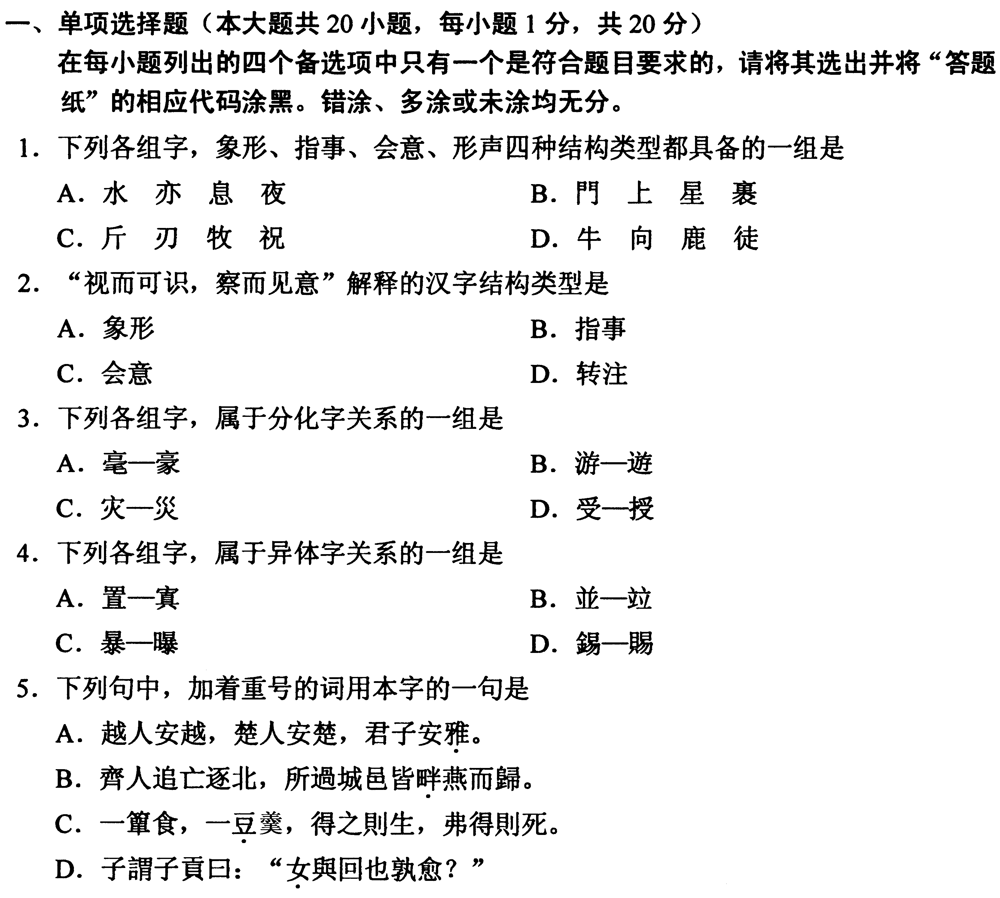 一、单项选择题（本大题共 20 小题，每小题 1 分，共 20 分）
在每小题列出的四个备选项中只有一个是符合题目要求的，请将其选出并将“答题
纸”的相应代码涂黑。错涂、多涂或未涂均无分。
1． 下列各组字，象形、指事、会意、形声四种结构类型都具备的一组是
A． 水 亦 息 夜 B． 門 上 星 裹
C． 斤 刃 牧 祝 D． 牛 向 鹿 徒
2． “视而可识，察而见意”解释的汉字结构类型是
A． 象形 B． 指事
C． 会意 D． 转注
3． 下列各组字，属于分化字关系的一组是
A． 毫—豪 B． 游—遊
C． 灾—災 D． 受—授
4． 下列各组字，属于异体字关系的一组是
A． 置—寘 B． 並—竝
C． 暴—曝 D． 錫—賜
5． 下列句中，加着重号的词用本字的一句是
A． 越人安越，楚人安楚，君子安雅。
B． 齊人追亡逐北，所過城邑皆畔燕而歸。
C． 一簞食，一豆羹，得之則生，弗得則死。
D． 子謂子貢曰：“女與回也孰愈？”